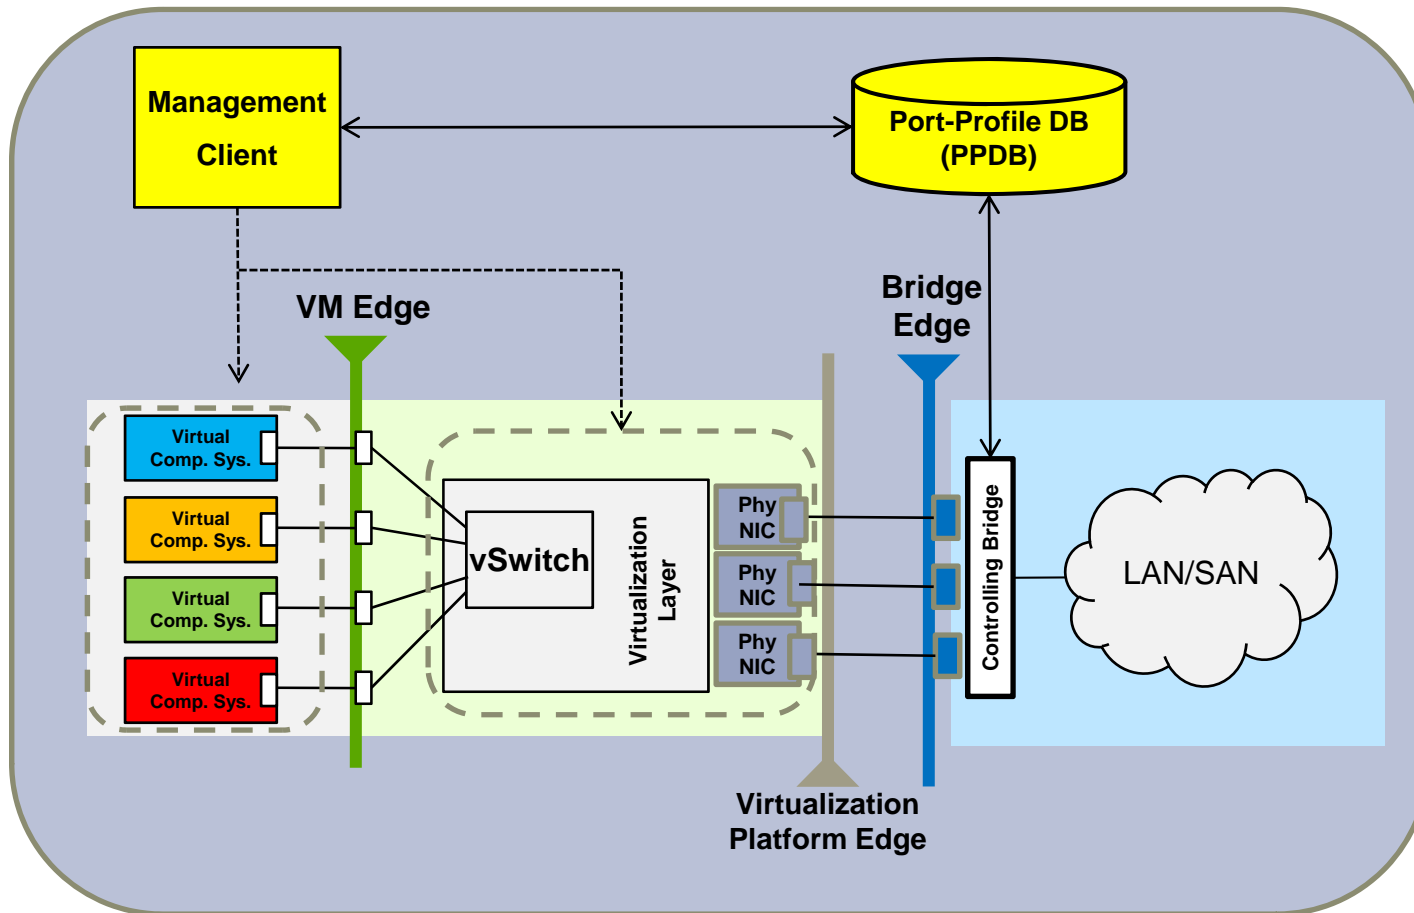 Management
Client
Port-Profile DB
(PPDB)
VM Edge
Bridge
Edge
Virtual
Comp. Sys.
Virtual
Comp. Sys.
Virtual
Comp. Sys.
Virtual
Comp. Sys.
vSwitch
Virtualization
Layer
Phy
NIC
Phy
NIC
Phy
NIC
Controlling Bridge
LAN/SAN
Virtualization
Platform Edge